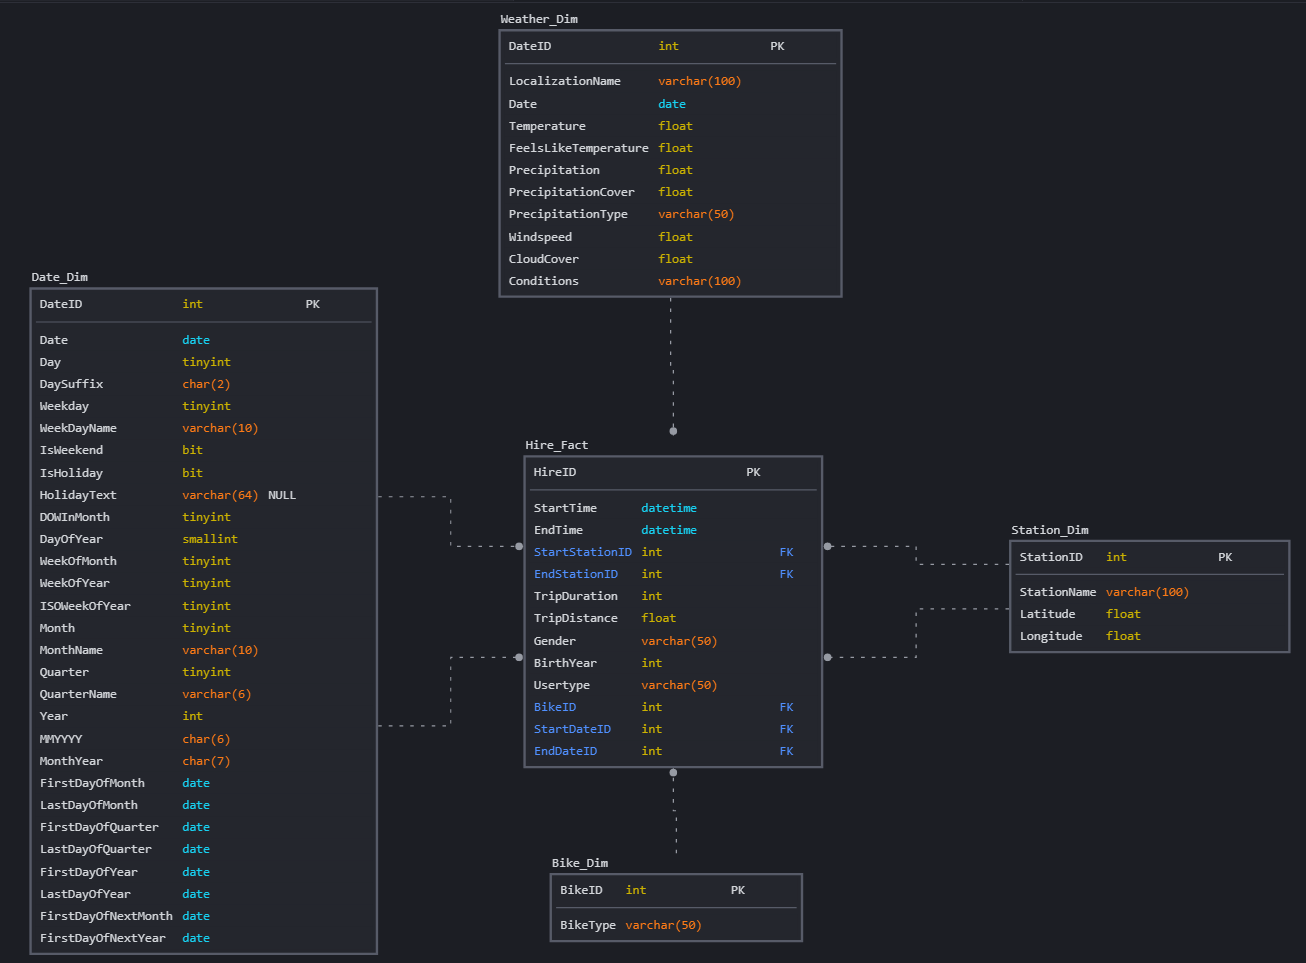 Weather_Dim
DateID int PK
LocalizationName varchar(100)
Date date
Temperature float
FeelsLikeTemperature float
Precipitation float
PrecipitationCover float
PrecipitationType varchar(50)
Windspeed float
CloudCover float
Conditions varchar(100)
Date_Dim
DateID int PK
Date date
Day tinyint
DaySuffix char(2)
Weekday tinyint
WeekDayName varchar(10)
IsWeekend bit
IsHoliday bit
HolidayText varchar(64) NULL
DOWInMonth tinyint
DayOfYear smallint
WeekOfMonth tinyint
WeekOfYear tinyint
ISOWeekOfYear tinyint
Month tinyint
MonthName varchar(10)
Quarter tinyint
QuarterName varchar(6)
Year int
MMYYYY char(6)
MonthYear char(7)
FirstDayOfMonth date
LastDayOfMonth date
FirstDayOfQuarter date
LastDayOfQuarter date
FirstDayOfYear date
LastDayOfYear date
FirstDayOfNextMonth date
FirstDayOfNextYear date
Hire_Fact
HireID PK
StartTime datetime
EndTime datetime
StartStationID int FK
EndStationID int FK
TripDuration int
TripDistance float
Gender varchar(50)
BirthYear int
Usertype varchar(50)
BikeID int FK
StartDateID int FK
EndDateID int FK
Station_Dim
StationID int PK
StationName varchar(100)
Latitude float
Longitude float
Bike_Dim
BikeID int PK
BikeType varchar(50)